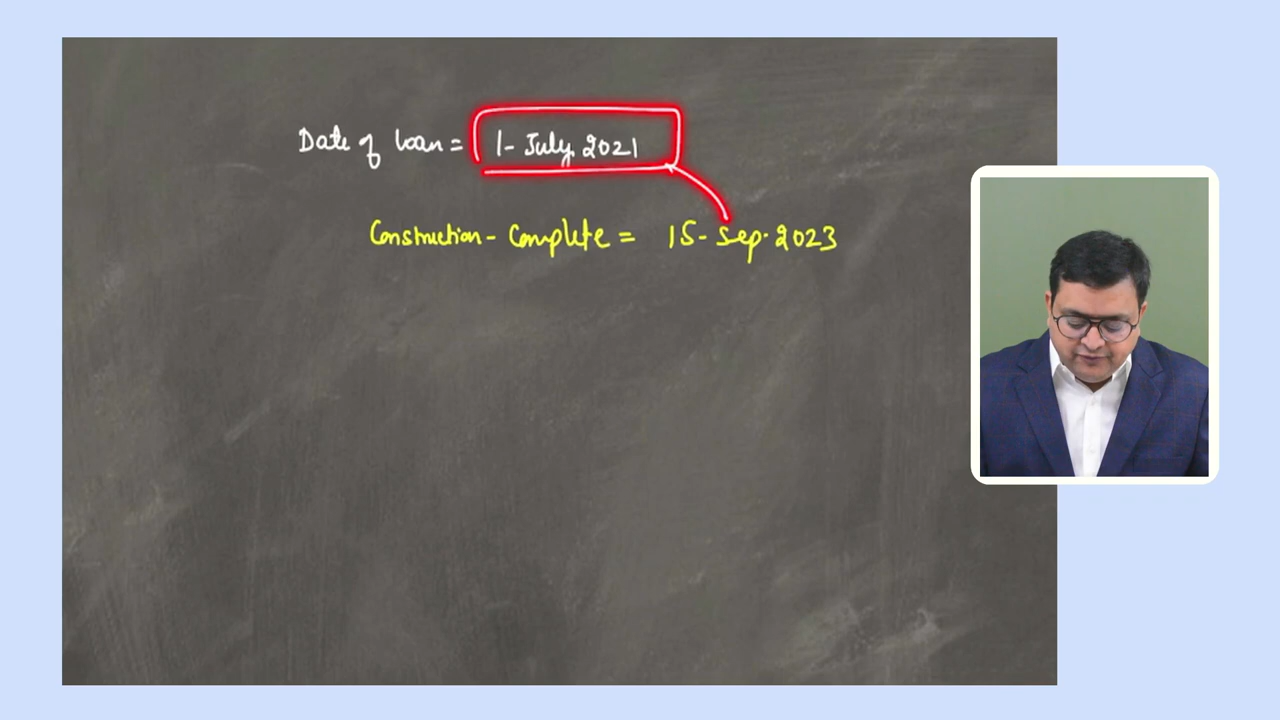 Date of loan = 1- July. 2021
Construction - Complete = 15- Sep. 2023